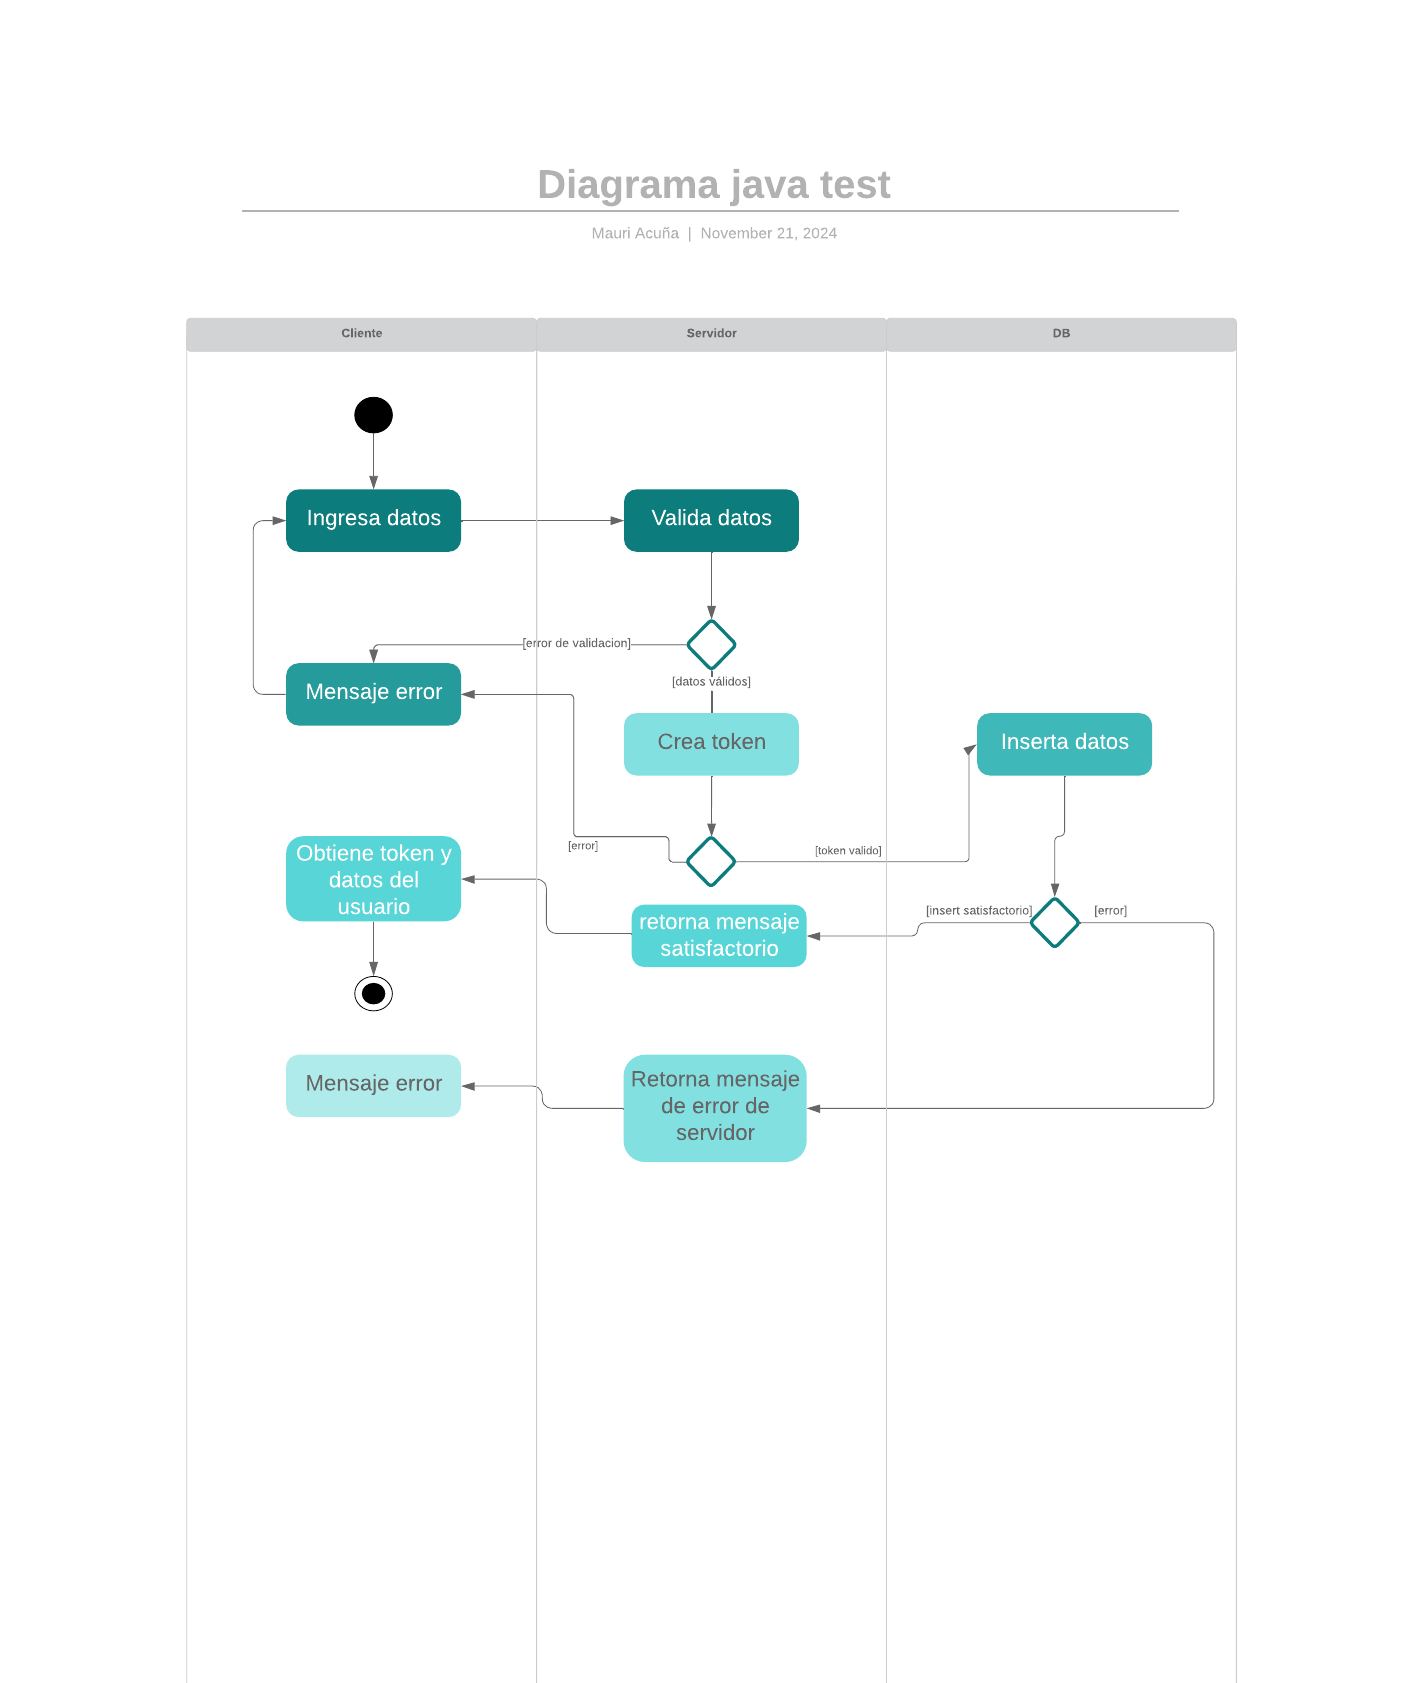 Diagrama java test
Mauri Acuña | November 21, 2024
Cliente
Servidor
DB
Ingresa datos
Valida datos
[error de validacion]
[datos válidos]
Mensaje error
Crea token
Inserta datos
[error]
[token valido]
Obtiene token y
datos del
usuario
[insert satisfactorio]
[error]
retorna mensaje
satisfactorio
Mensaje error
Retorna mensaje
de error de
servidor